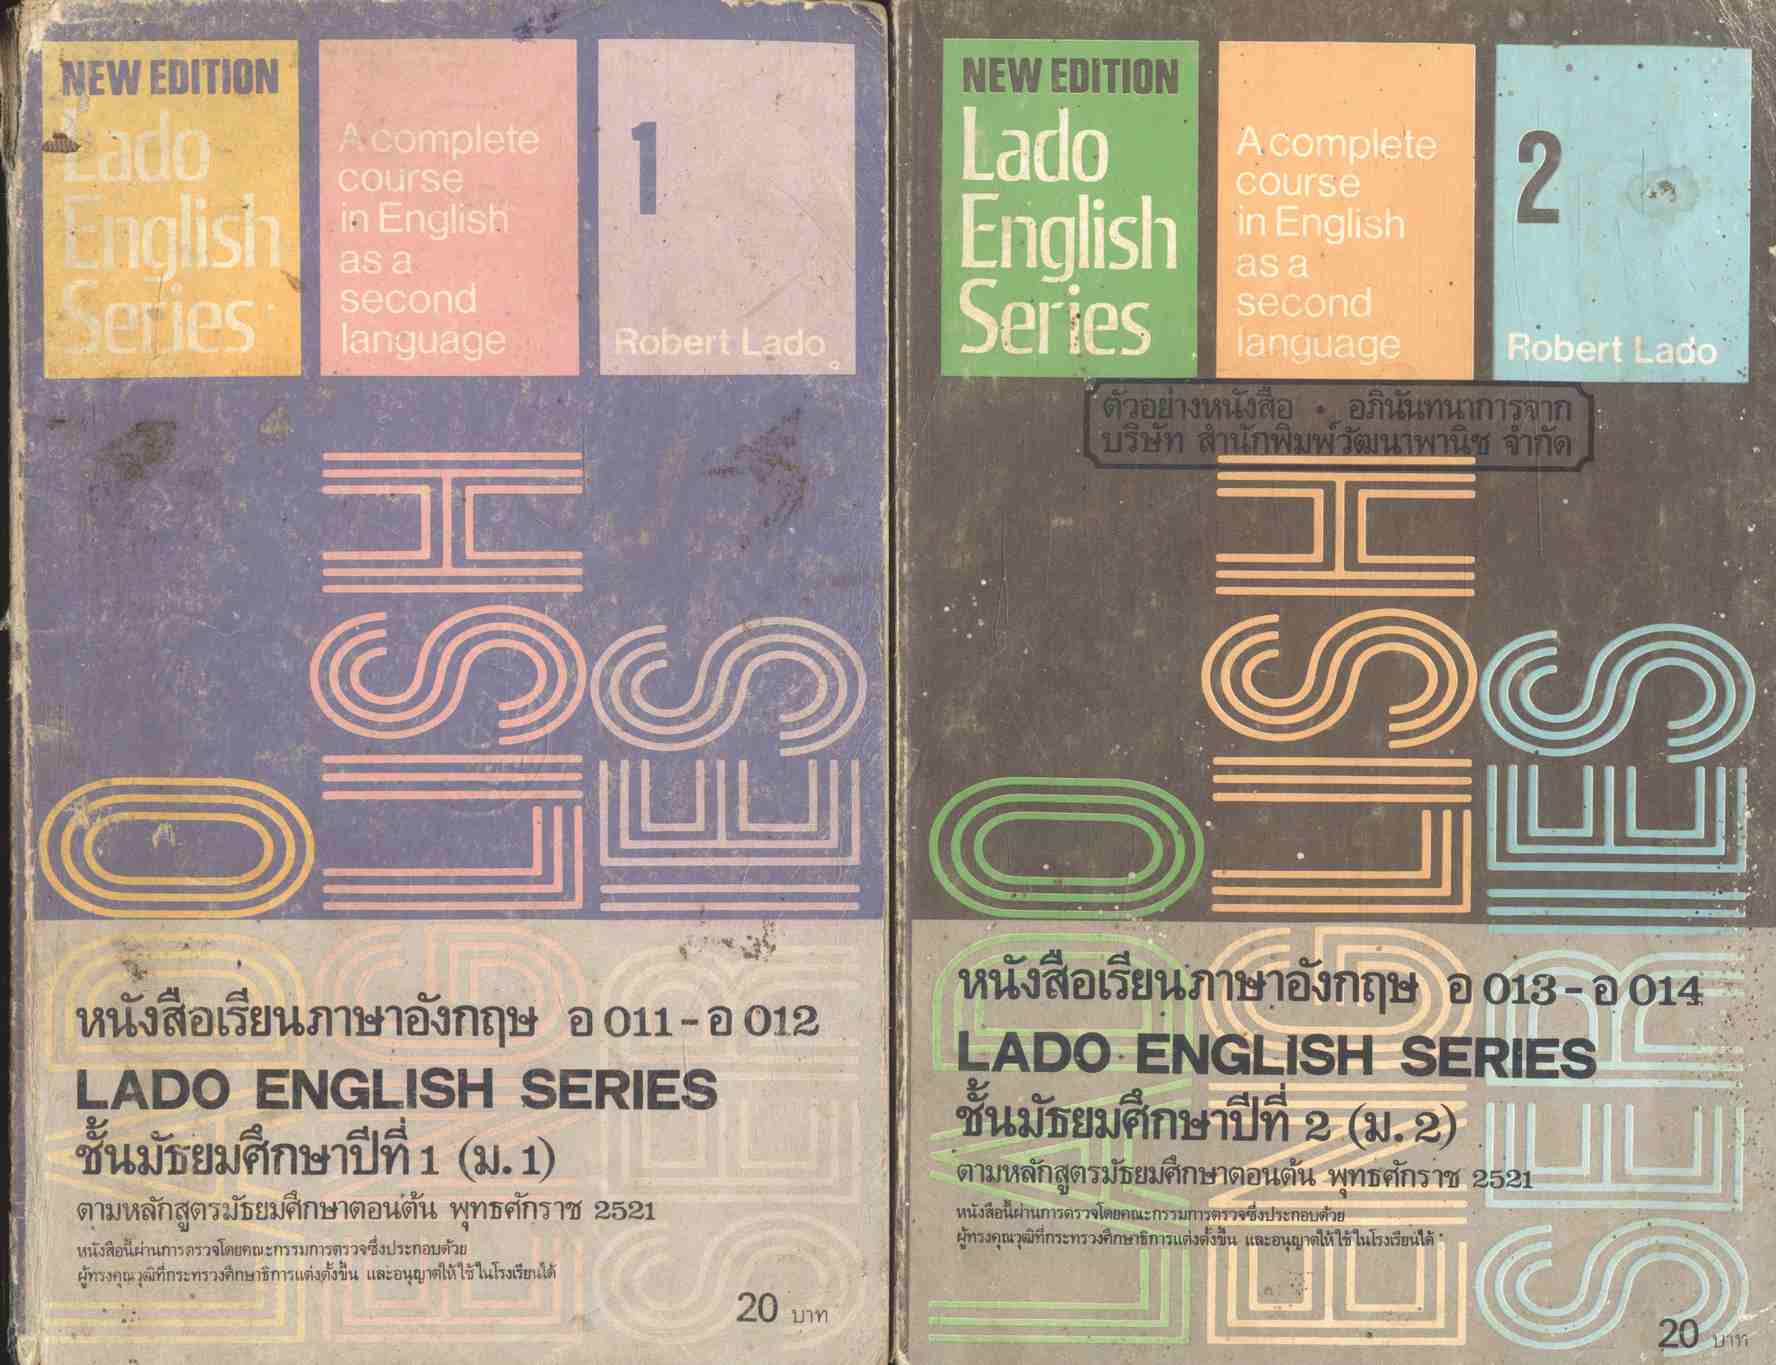 NEW EDITION
Lado
English
Series
A complete
course
in English
as a
second
language
1
Robert Lado
LADO
ENGLISH
SERIES
หนังสือเรียนภาษาอังกฤษ อ 011 - อ 012
LADO ENGLISH SERIES
ชั้นมัธยมศึกษาปีที่ 1 (ม. 1)
ตามหลักสูตรมัธยมศึกษาตอนต้น พุทธศักราช 2521
หนังสือนี้ผ่านการตรวจโดยคณะกรรมการตรวจซึ่งประกอบด้วย
ผู้ทรงคุณวุฒิที่กระทรวงศึกษาธิการแต่งตั้งขึ้น และอนุญาตให้ใช้ในโรงเรียนได้
20 บาท
NEW EDITION
Lado
English
Series
A complete
course
in English
as a
second
language
2
Robert Lado
ตัวอย่างหนังสือ • อภินันทนาการจาก
บริษัท สำนักพิมพ์วัฒนาพานิช จำกัด
LADO
ENGLISH
SERIES
หนังสือเรียนภาษาอังกฤษ อ 013 - อ 014
LADO ENGLISH SERIES
ชั้นมัธยมศึกษาปีที่ 2 (ม. 2)
ตามหลักสูตรมัธยมศึกษาตอนต้น พุทธศักราช 2521
หนังสือนี้ผ่านการตรวจโดยคณะกรรมการตรวจซึ่งประกอบด้วย
ผู้ทรงคุณวุฒิที่กระทรวงศึกษาธิการแต่งตั้งขึ้น และอนุญาตให้ใช้ในโรงเรียนได้
20 บาท